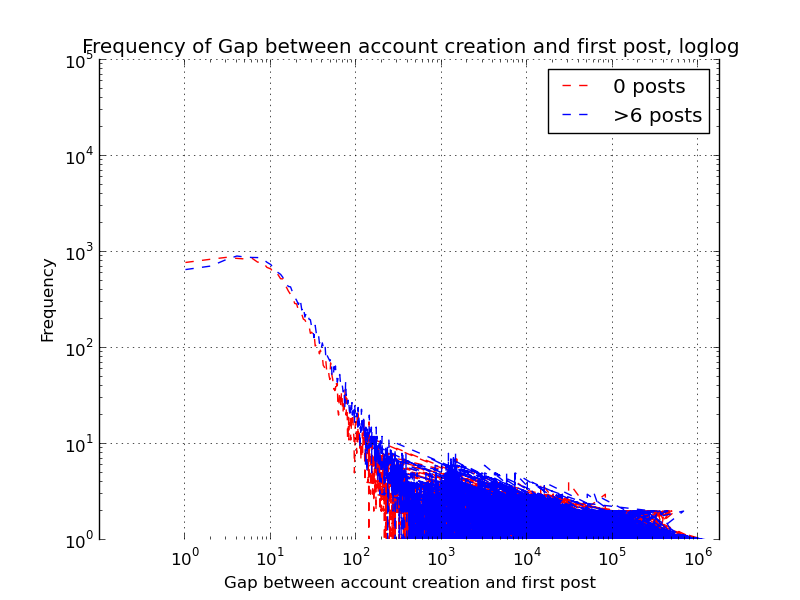 Frequency of Gap between account creation and first post, loglog
0 posts
>6 posts
10^5
10^4
10^3
10^2
10^1
10^0
Frequency
10^0 10^1 10^2 10^3 10^4 10^5 10^6
Gap between account creation and first post